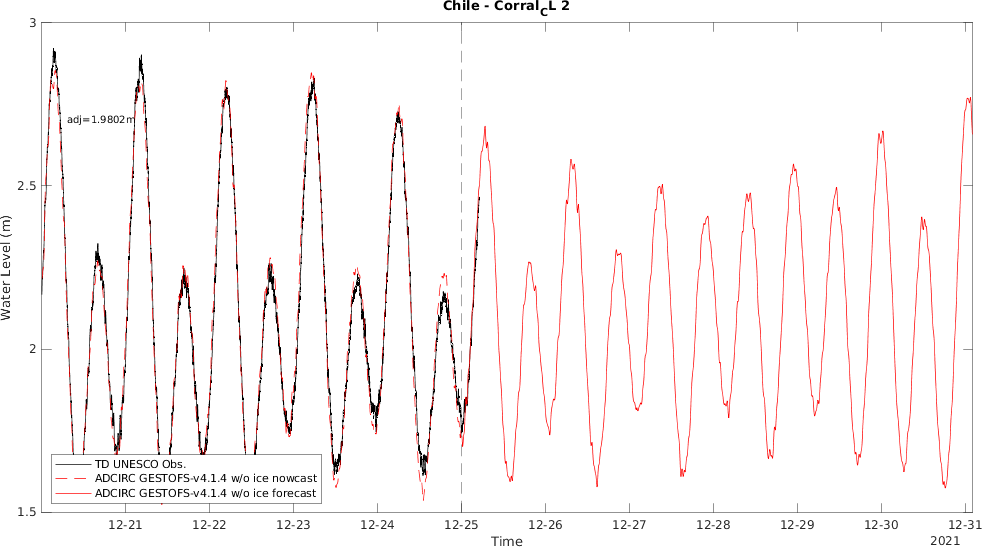 Chile - CorralCL 2
3
adj=1.9802m
2.5
Water Level (m)
2
TD UNESCO Obs.
ADCIRC GESTOFS-v4.1.4 w/o ice nowcast
ADCIRC GESTOFS-v4.1.4 w/o ice forecast
1.5
12-21 12-22 12-23 12-24 12-25 12-26 12-27 12-28 12-29 12-30 12-31
Time
2021